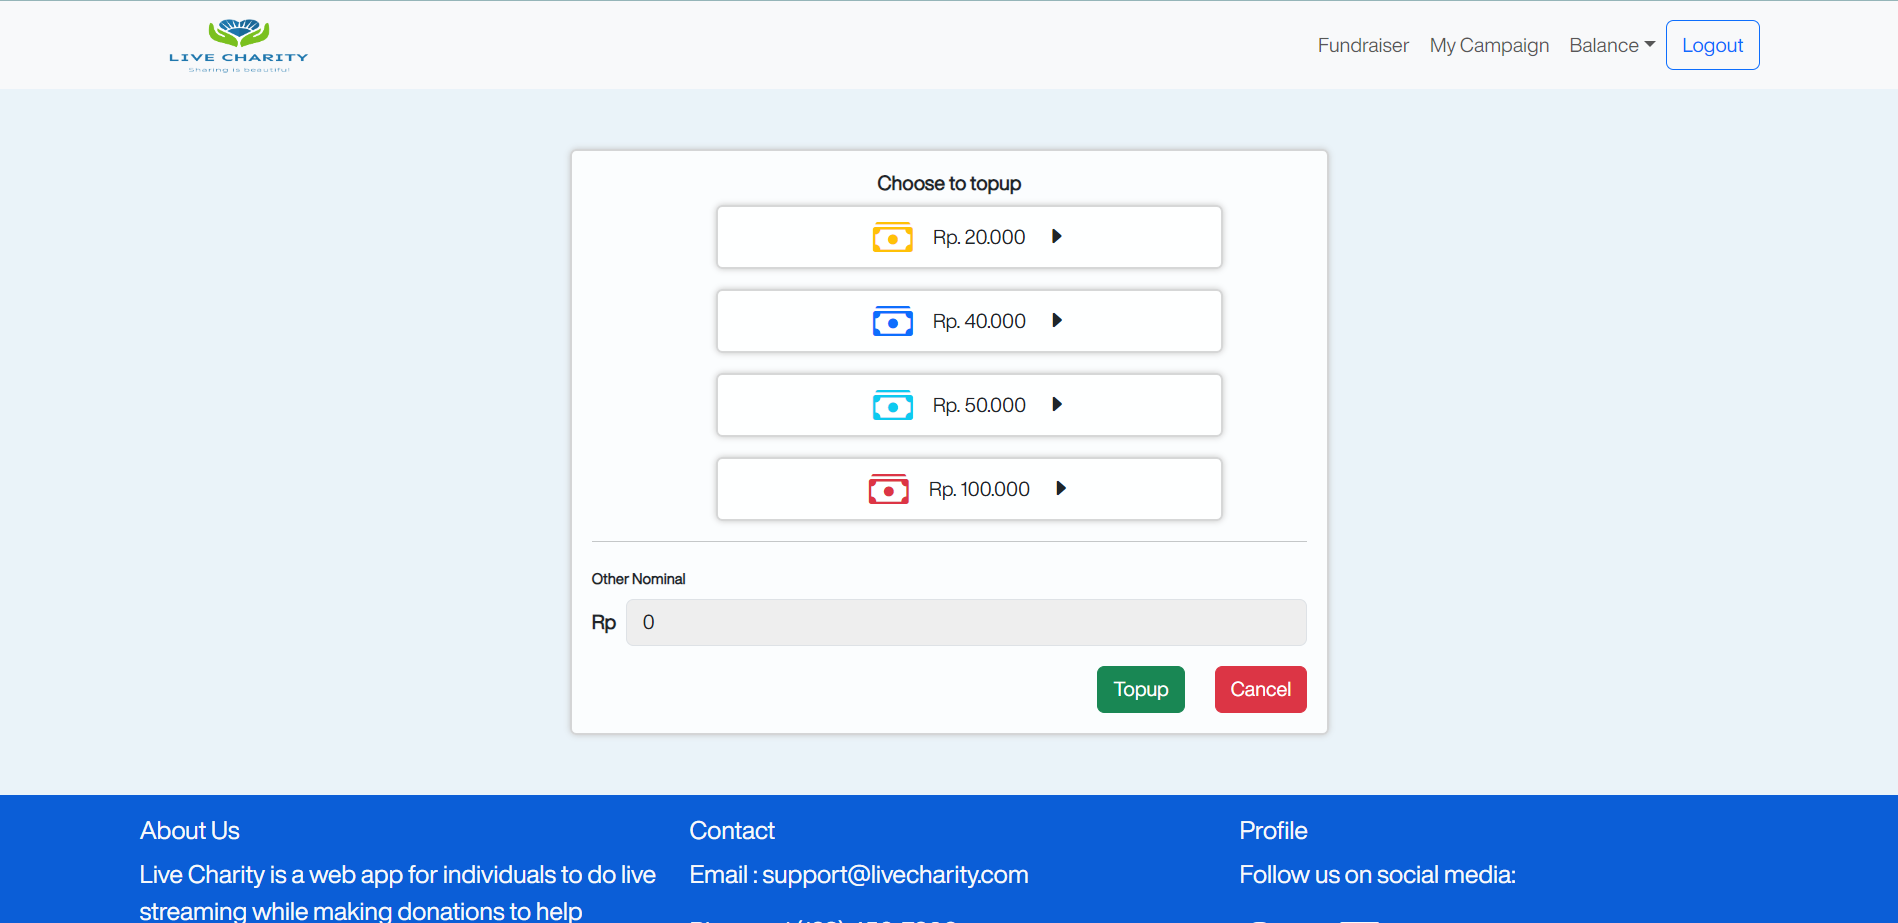 LIVE CHARITY
Sharing is beautiful!
Fundraiser My Campaign Balance Logout
Choose to topup
Rp. 20.000
Rp. 40.000
Rp. 50.000
Rp. 100.000
Other Nominal
Rp 0
Topup Cancel
About Us
Live Charity is a web app for individuals to do live
streaming while making donations to help
Contact
Email : support@livecharity.com
Profile
Follow us on social media: